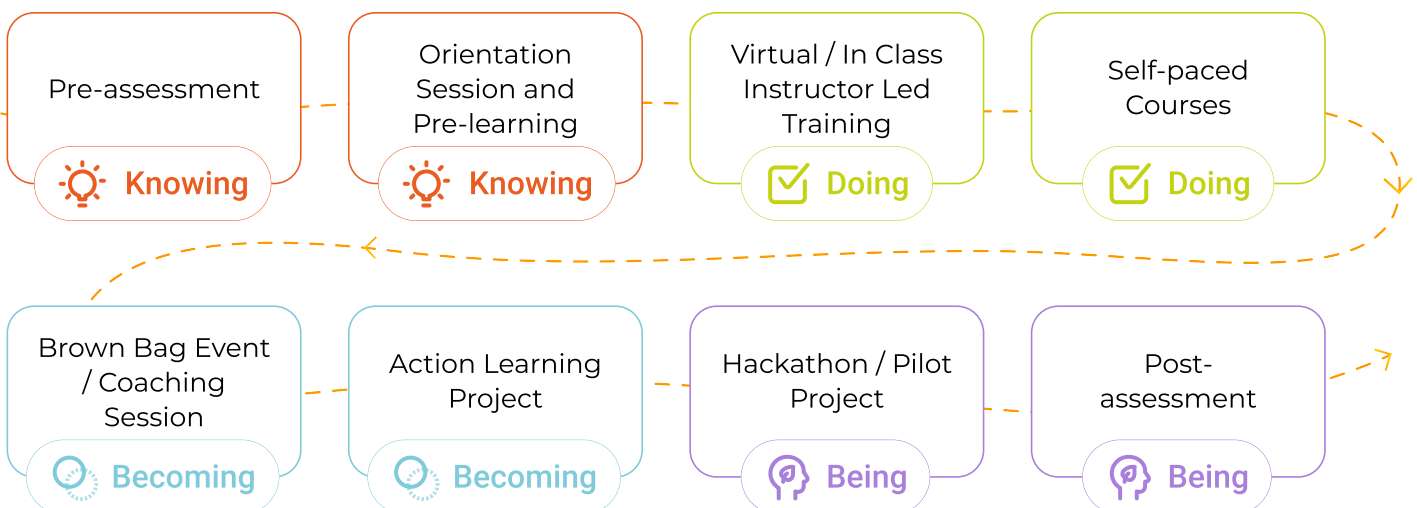 Pre-assessment
Knowing
Orientation
Session and
Pre-learning
Knowing
Virtual / In Class
Instructor Led
Training
Doing
Self-paced
Courses
Doing
Brown Bag Event
/ Coaching
Session
Becoming
Action Learning
Project
Becoming
Hackathon / Pilot
Project
Being
Post-
assessment
Being